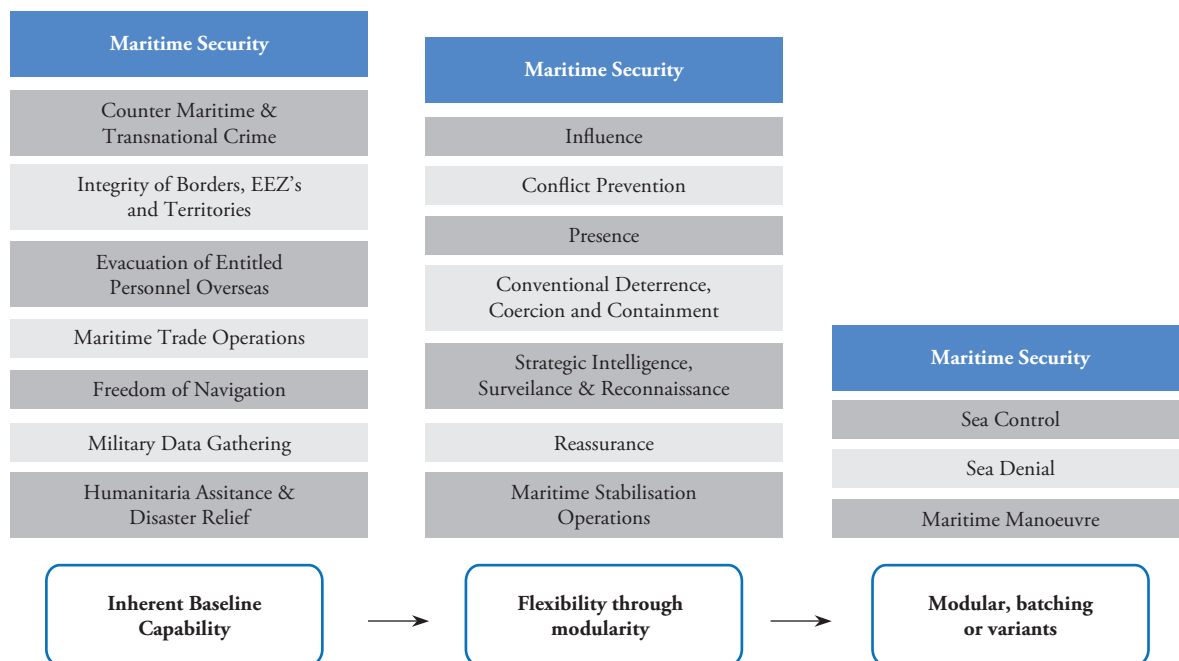 Maritime Security
Counter Maritime &
Transnational Crime
Integrity of Borders, EEZ's
and Territories
Evacuation of Entitled
Personnel Overseas
Maritime Trade Operations
Freedom of Navigation
Military Data Gathering
Humanitaria Assitance &
Disaster Relief
Inherent Baseline
Capability
Maritime Security
Influence
Conflict Prevention
Presence
Conventional Deterrence,
Coercion and Containment
Strategic Intelligence,
Surveilance & Reconnaissance
Reassurance
Maritime Stabilisation
Operations
Flexibility through
modularity
Maritime Security
Sea Control
Sea Denial
Maritime Manoeuvre
Modular, batching
or variants